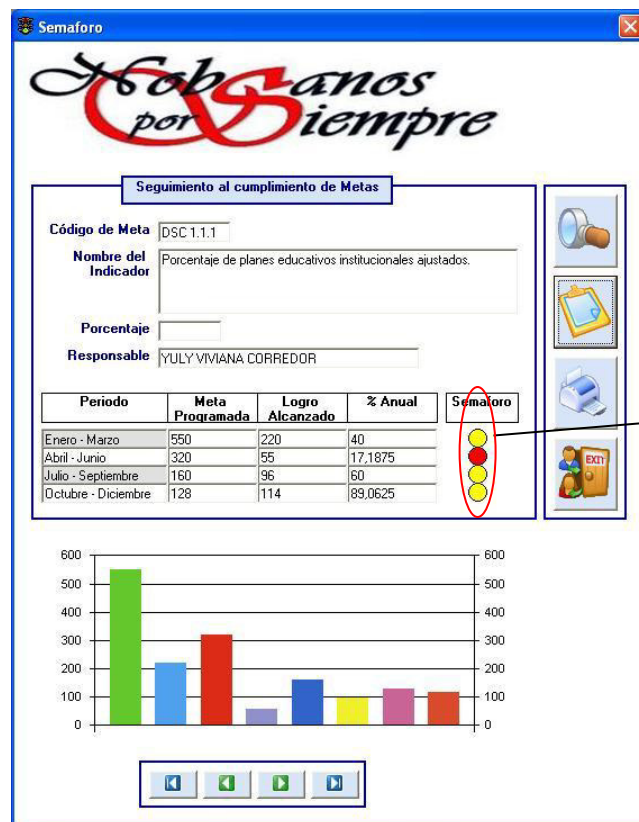 Semaforo
Nobsanos
por Siempre
Seguimiento al cumplimiento de Metas
Código de Meta DSC 1.1.1
Nombre del Indicador Porcentaje de planes educativos institucionales ajustados.
Porcentaje
Responsable YULY VIVIANA CORREDOR
Periodo Meta Programada Logro Alcanzado % Anual Semaforo
Enero - Marzo 550 220 40
Abril - Junio 320 55 17,1875
Julio - Septiembre 160 96 60
Octubre - Diciembre 128 114 89,0625
EXIT
600 600
500 500
400 400
300 300
200 200
100 100
0 0